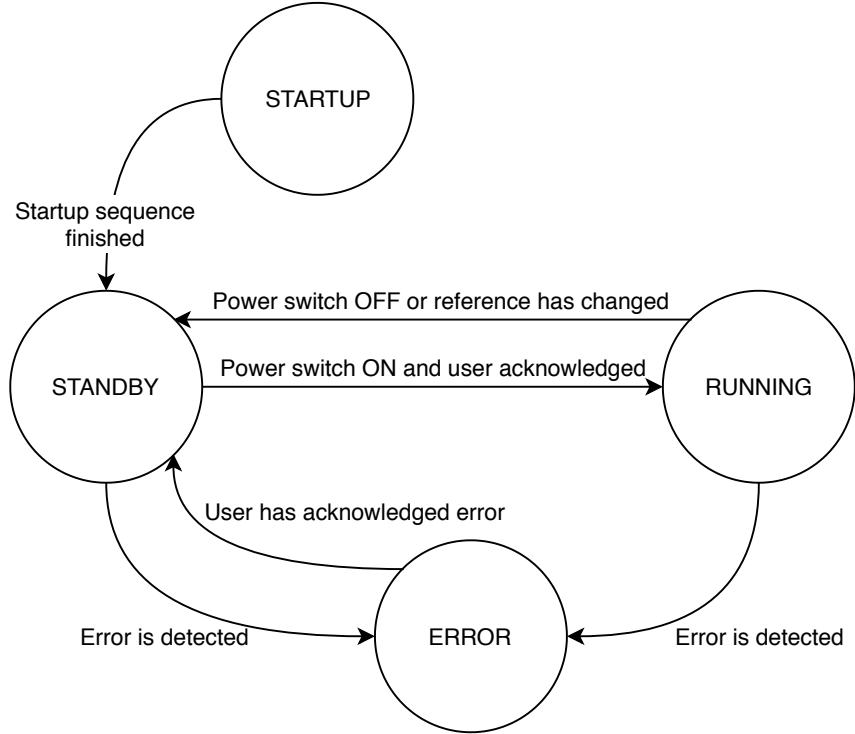 STARTUP
Startup sequence
finished
Power switch OFF or reference has changed
Power switch ON and user acknowledged
STANDBY
RUNNING
User has acknowledged error
Error is detected
ERROR
Error is detected